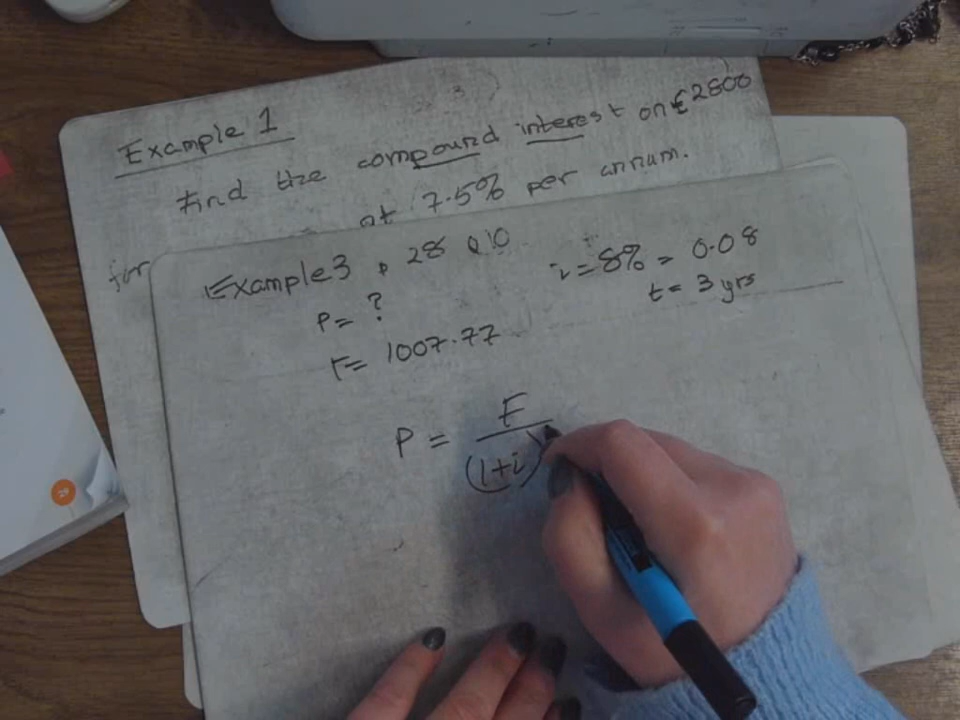 Example 1
Find the compound interest on €2800
at 7.5% per annum.
for
Example 3
P = ?
F = 1007.77
i = 8% = 0.08
t = 3 yrs
P = F
(1+i)